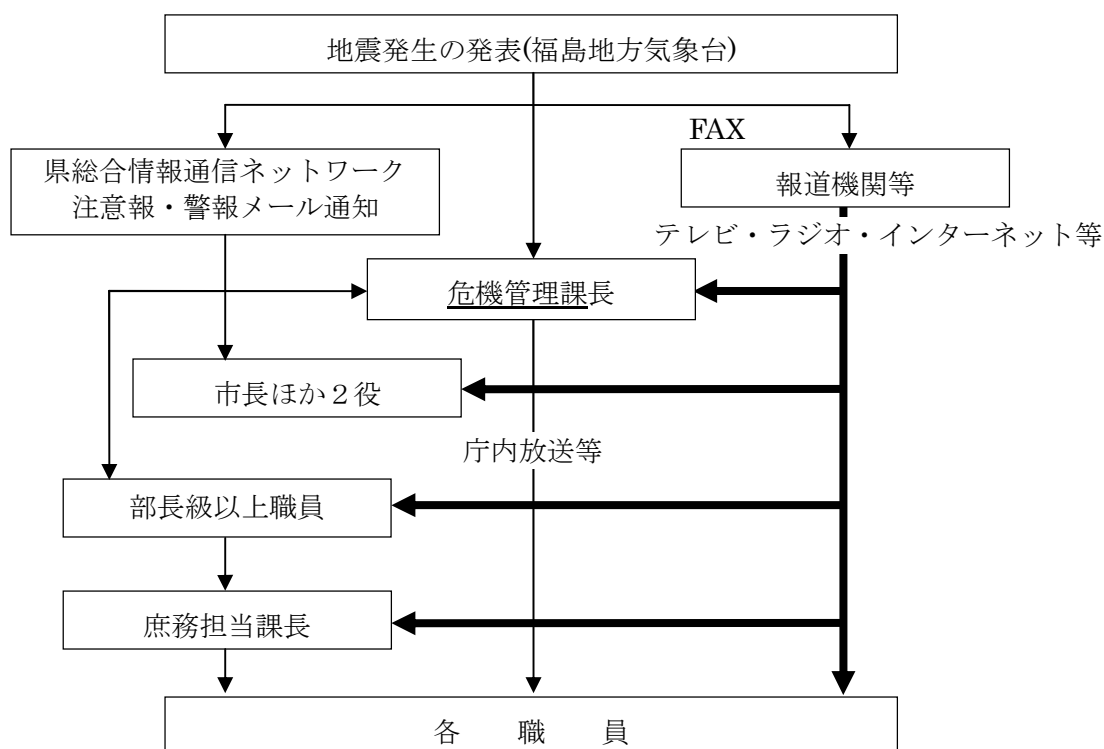 地震発生の発表(福島地方気象台)
FAX
県総合情報通信ネットワーク
注意報・警報メール通知
報道機関等
テレビ・ラジオ・インターネット等
危機管理課長
市長ほか２役
庁内放送等
部長級以上職員
庶務担当課長
各　職　員